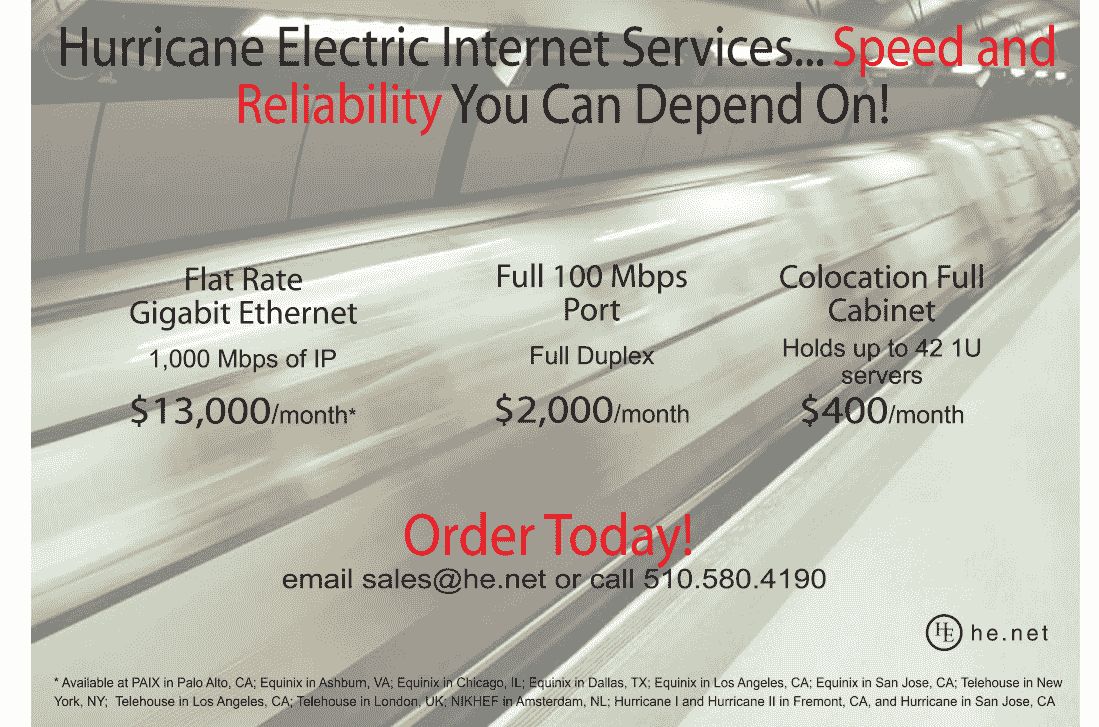 Hurricane Electric Internet Services... Speed and
Reliability You Can Depend On!
Flat Rate
Gigabit Ethernet
1,000 Mbps of IP
$13,000/month*
Full 100 Mbps
Port
Full Duplex
$2,000/month
Colocation Full
Cabinet
Holds up to 42 1U
servers
$400/month
Order Today!
email sales@he.net or call 510.580.4190
HE he.net
* Available at PAIX in Palo Alto, CA; Equinix in Ashburn, VA; Equinix in Chicago, IL; Equinix in Dallas, TX; Equinix in Los Angeles, CA; Equinix in San Jose, CA; Telehouse in New
York, NY; Telehouse in Los Angeles, CA; Telehouse in London, UK; NIKHEF in Amsterdam, NL; Hurricane I and Hurricane II in Fremont, CA, and Hurricane in San Jose, CA